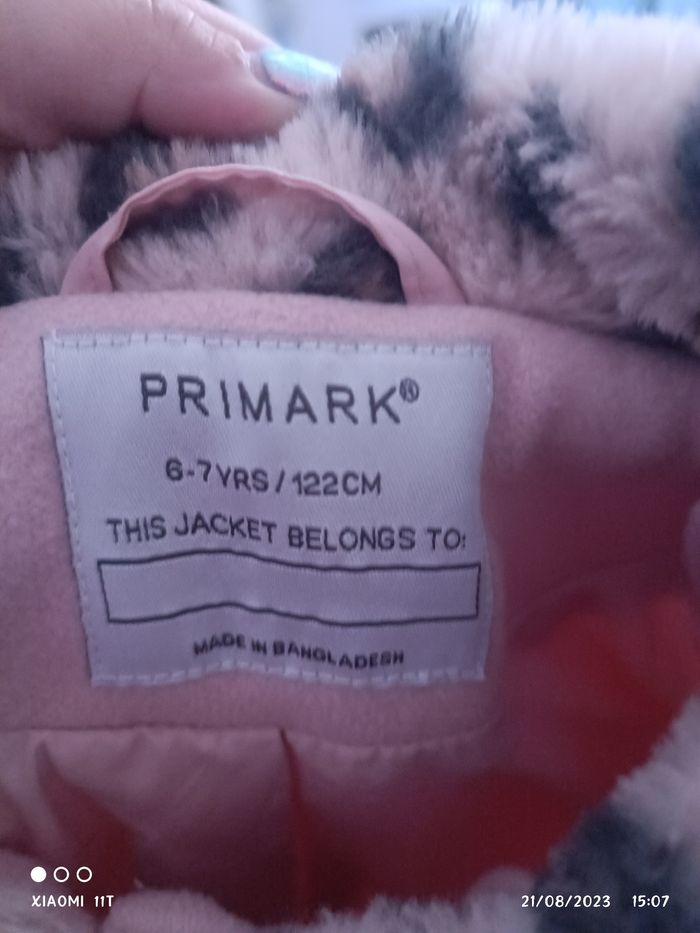 PRIMARK®
6-7YRS/122CM
THIS JACKET BELONGS TO:
MADE IN BANGLADESH
XIAOMI 11T
21/08/2023 15:07